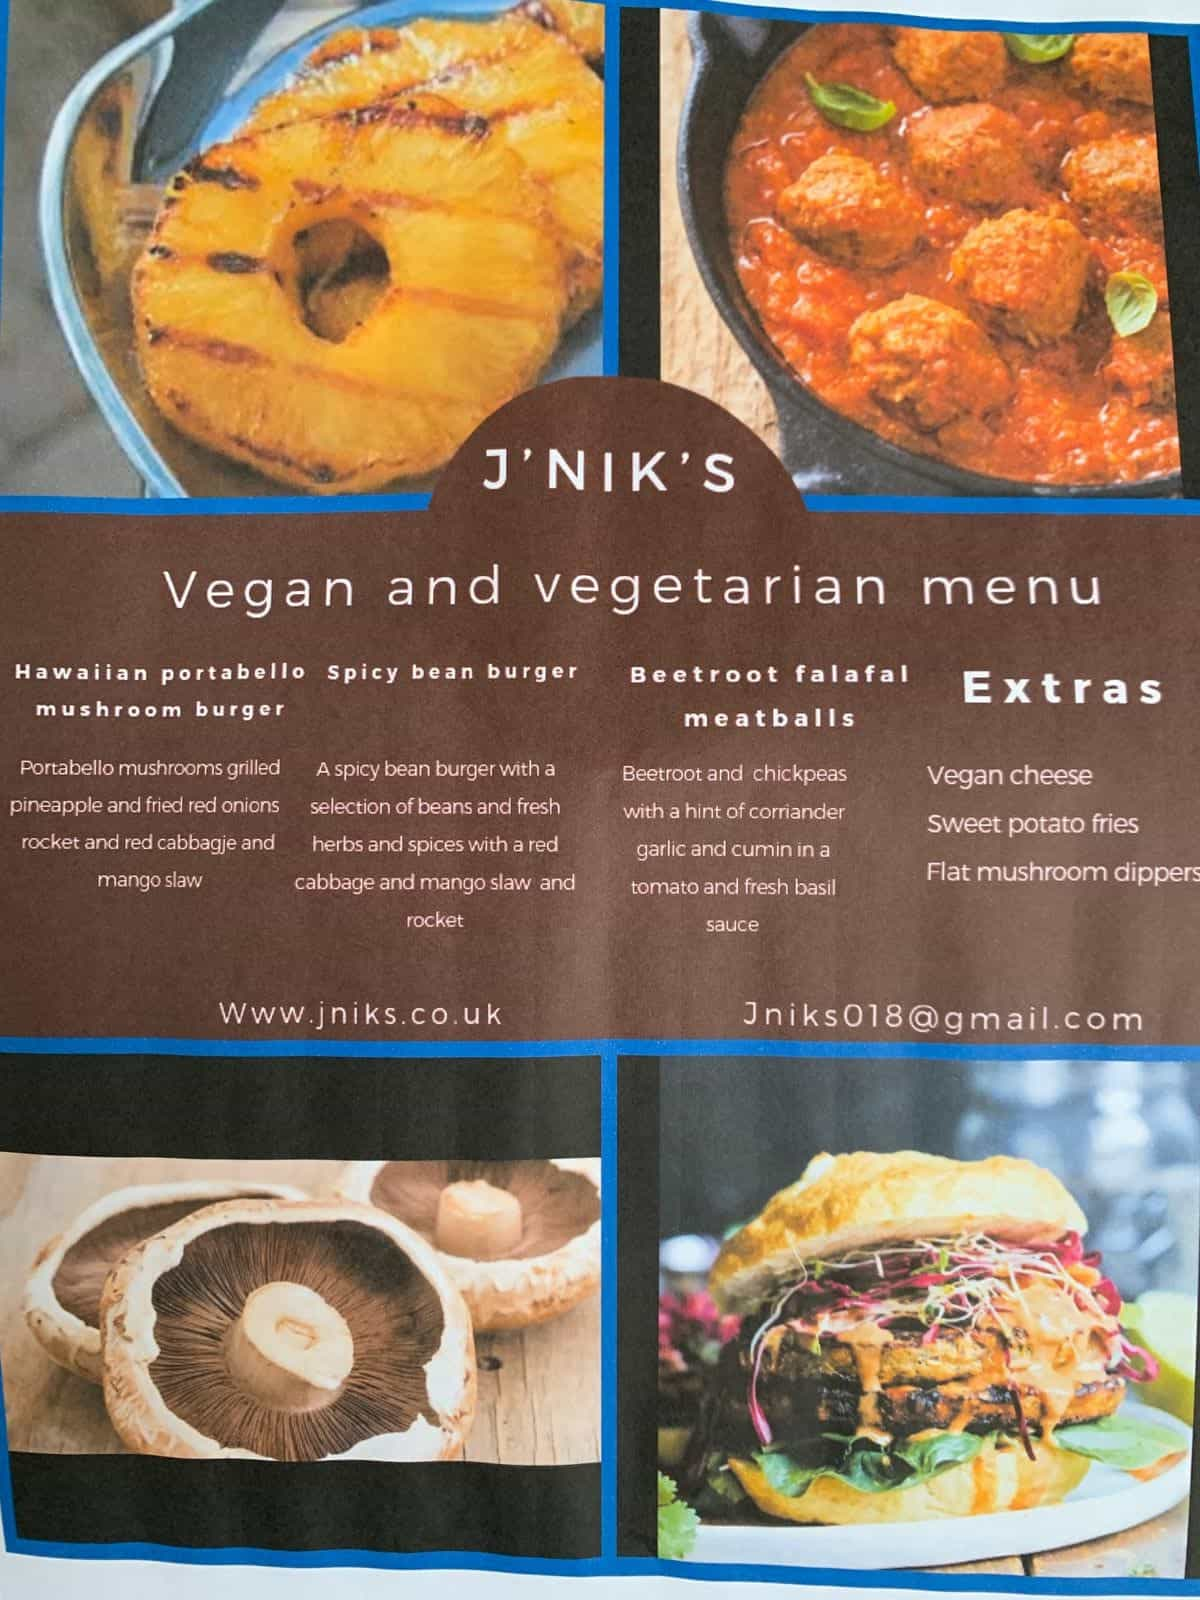 J'NIK'S
Vegan and vegetarian menu
Hawaiian portabello
mushroom burger
Portabello mushrooms grilled
pineapple and fried red onions
rocket and red cabbagje and
mango slaw
Spicy bean burger
A spicy bean burger with a
selection of beans and fresh
herbs and spices with a red
cabbage and mango slaw and
rocket
Beetroot falafal
meatballs
Beetroot and chickpeas
with a hint of corriander
garlic and cumin in a
tomato and fresh basil
sauce
Extras
Vegan cheese
Sweet potato fries
Flat mushroom dippers
Www.jniks.co.uk
Jniks018@gmail.com